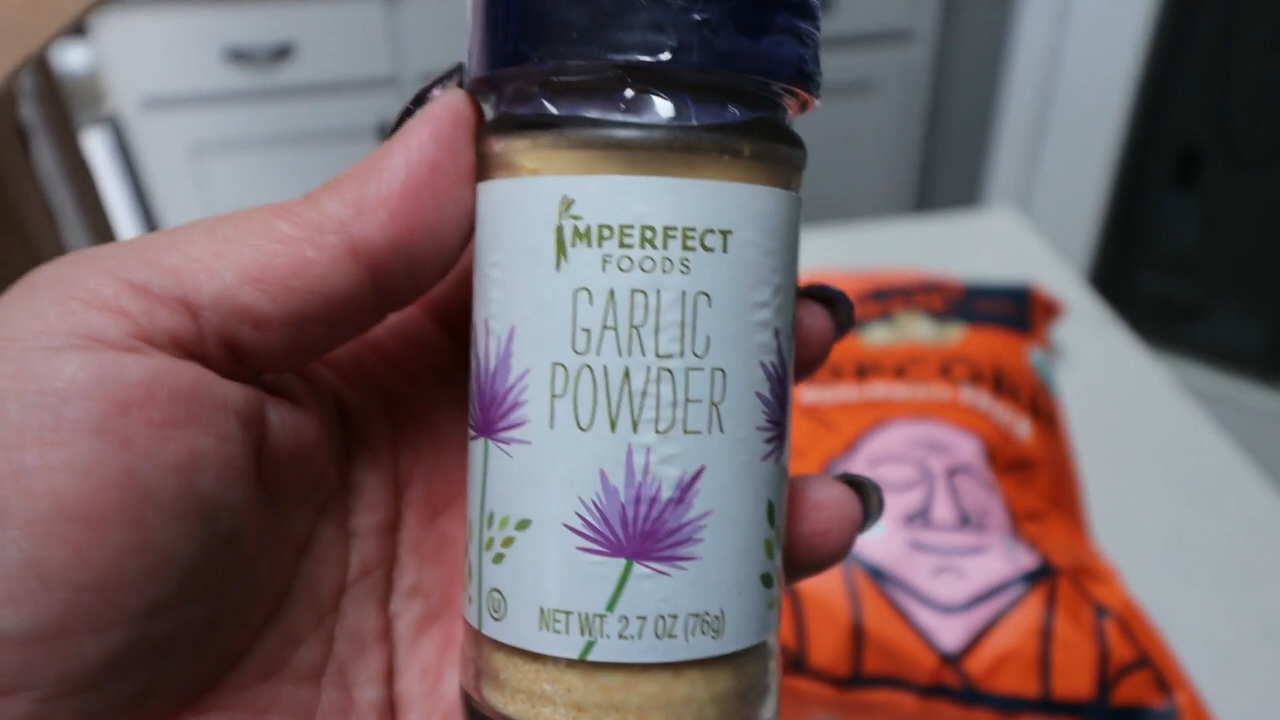 IMPERFECT
FOODS
GARLIC
POWDER
U
NET WT. 2.7 OZ (76g)